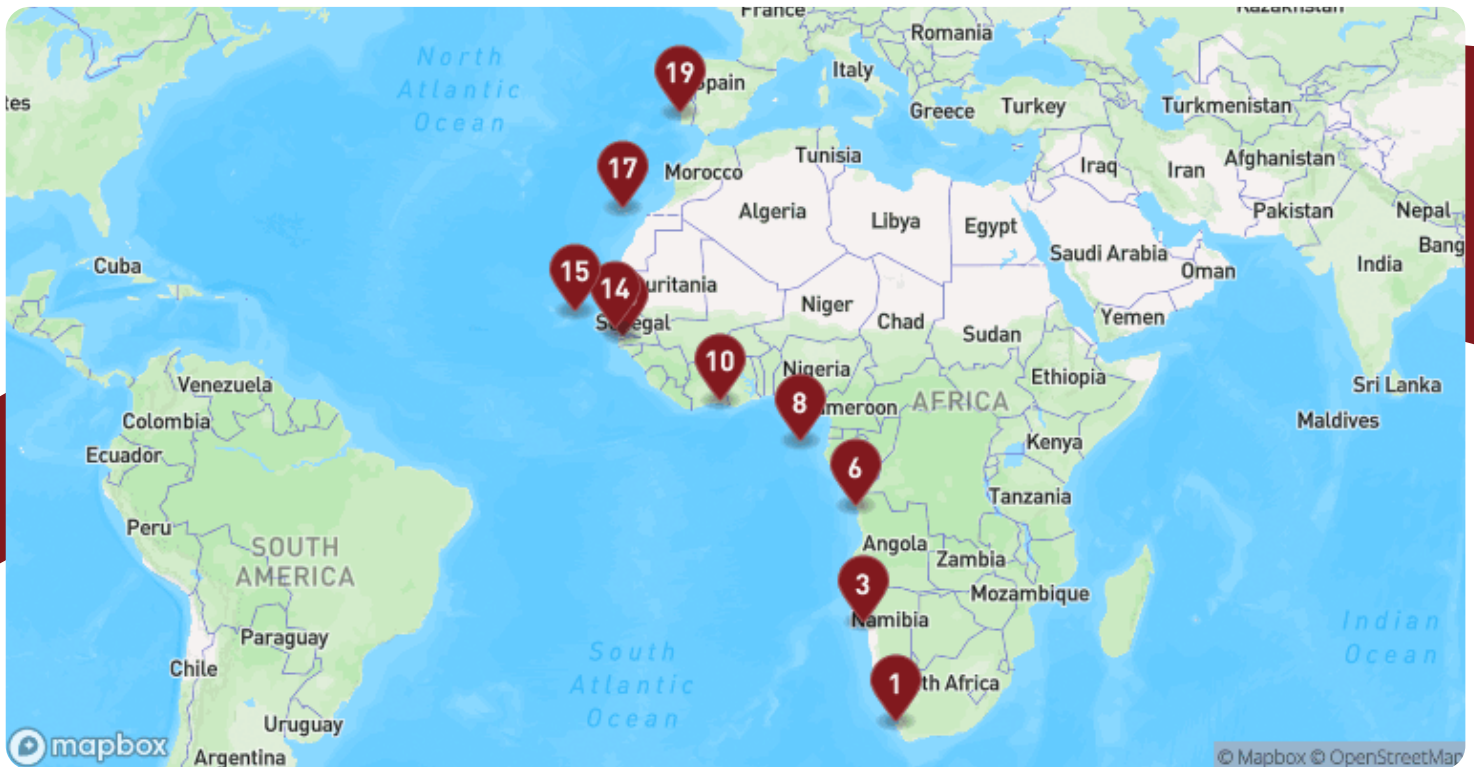 France
Kazakhstan
Romania
North
Atlantic
Ocean
Italy
19
Spain
tes
Greece
Turkey
Turkmenistan
Tunisia
Afghanistan
17
Morocco
Iraq
Iran
Algeria
Libya
Egypt
Pakistan
Nepal
Bang
Saudi Arabia
Cuba
15
Oman
India
14
uritania
Niger
Yemen
Senegal
Chad
Sudan
10
Nigeria
Ethiopia
Venezuela
Sri Lanka
8
meroon
AFRICA
Colombia
Maldives
Ecuador
Kenya
6
Tanzania
Peru
SOUTH
AMERICA
Angola
Zambia
3
Mozambique
Namibia
Indian
Ocean
Paraguay
South
Atlantic
Ocean
Chile
1
th Africa
Uruguay
mapbox
Argentina
© Mapbox © OpenStreetMap